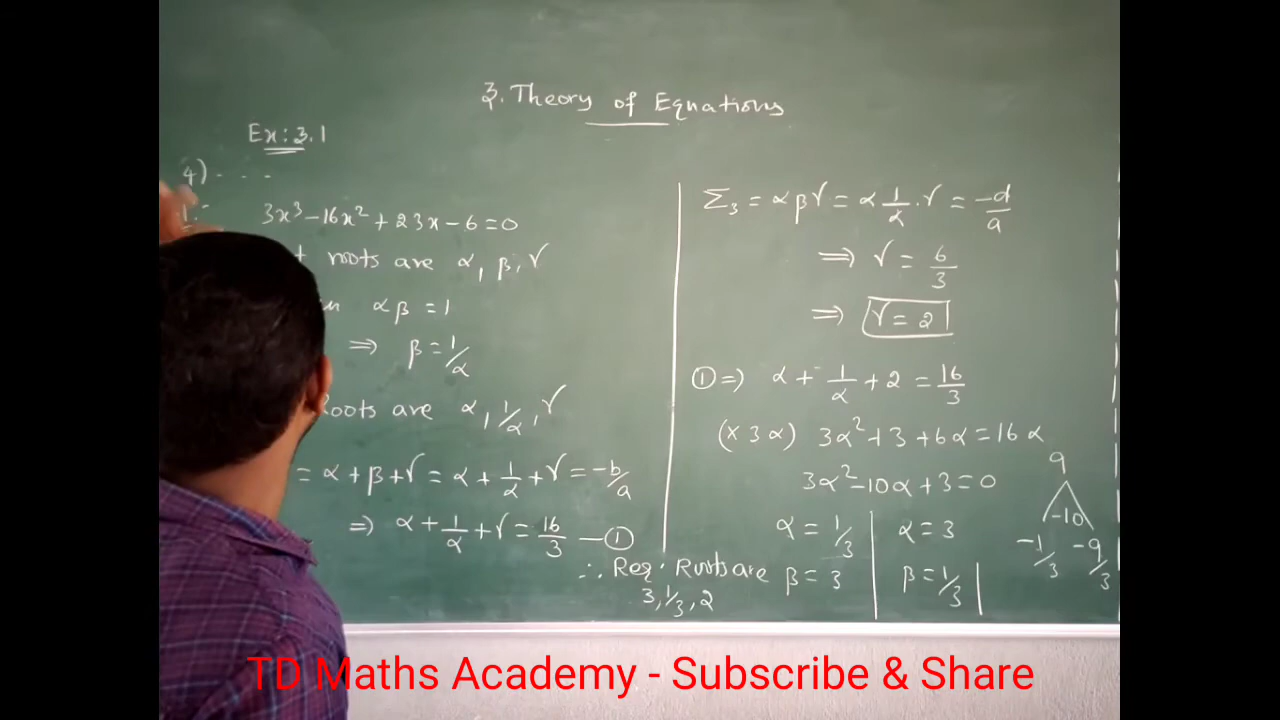 3. Theory of Equations
Ex: 3.1
4) - - -
3x³ - 16x² + 23x - 6 = 0
roots are α, β, γ
αβ = 1
⇒ β = 1/α
Roots are α, 1/α, γ
= α + β + γ = α + 1/α + γ = -b/a
⇒ α + 1/α + γ = 16/3 — ①
Σ₃ = αβγ = α 1/α . γ = -d/a
⇒ γ = 6/3
⇒ γ = 2
① ⇒ α + 1/α + 2 = 16/3
(× 3α) 3α² + 3 + 6α = 16α
3α² - 10α + 3 = 0
9
-10
-1/3 -9/3
α = 1/3 α = 3
β = 3 β = 1/3
∴ Req. Roots are
3, 1/3, 2
TD Maths Academy - Subscribe & Share